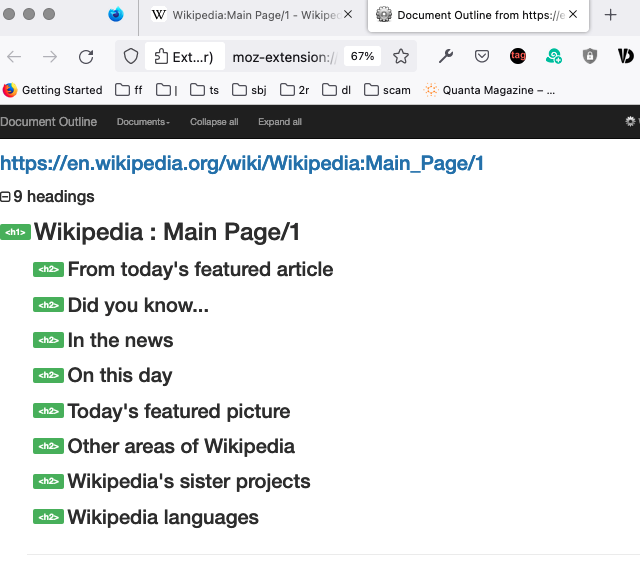 Wikipedia:Main Page/1 - Wikipe
Document Outline from https://e
Ext...r)
moz-extension://
67%
tag
Getting Started
ff
|
ts
sbj
2r
dl
scam
Quanta Magazine – ...
Document Outline
Documents
Collapse all
Expand all
https://en.wikipedia.org/wiki/Wikipedia:Main_Page/1
9 headings
<h1> Wikipedia : Main Page/1
<h2> From today's featured article
<h2> Did you know...
<h2> In the news
<h2> On this day
<h2> Today's featured picture
<h2> Other areas of Wikipedia
<h2> Wikipedia's sister projects
<h2> Wikipedia languages